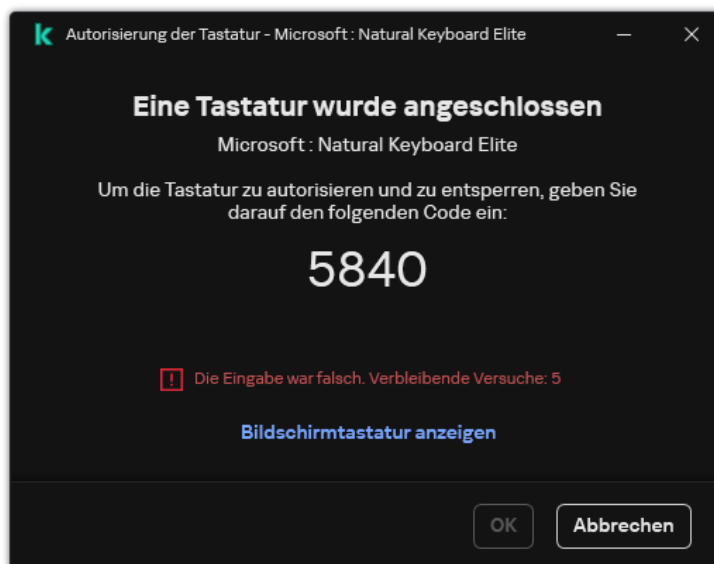 Autorisierung der Tastatur - Microsoft : Natural Keyboard Elite
Eine Tastatur wurde angeschlossen
Microsoft : Natural Keyboard Elite
Um die Tastatur zu autorisieren und zu entsperren, geben Sie
darauf den folgenden Code ein:
5840
Die Eingabe war falsch. Verbleibende Versuche: 5
Bildschirmtastatur anzeigen
OK
Abbrechen